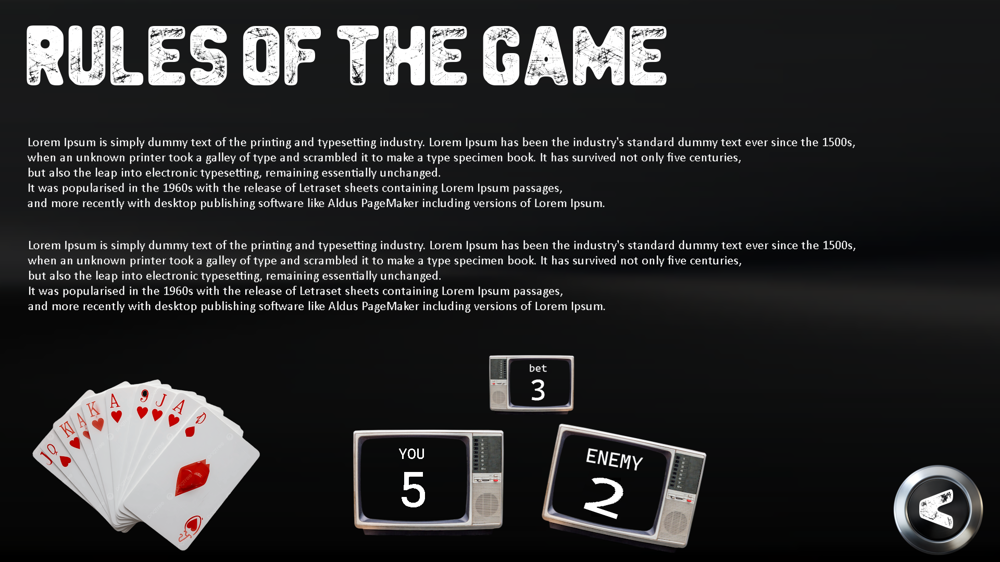 RULES OF THE GAME
Lorem Ipsum is simply dummy text of the printing and typesetting industry. Lorem Ipsum has been the industry's standard dummy text ever since the 1500s,
when an unknown printer took a galley of type and scrambled it to make a type specimen book. It has survived not only five centuries,
but also the leap into electronic typesetting, remaining essentially unchanged.
It was popularised in the 1960s with the release of Letraset sheets containing Lorem Ipsum passages,
and more recently with desktop publishing software like Aldus PageMaker including versions of Lorem Ipsum.
Lorem Ipsum is simply dummy text of the printing and typesetting industry. Lorem Ipsum has been the industry's standard dummy text ever since the 1500s,
when an unknown printer took a galley of type and scrambled it to make a type specimen book. It has survived not only five centuries,
but also the leap into electronic typesetting, remaining essentially unchanged.
It was popularised in the 1960s with the release of Letraset sheets containing Lorem Ipsum passages,
and more recently with desktop publishing software like Aldus PageMaker including versions of Lorem Ipsum.
bet
3
J Q K A K A 9 J A D
YOU
5
ENEMY
2
<